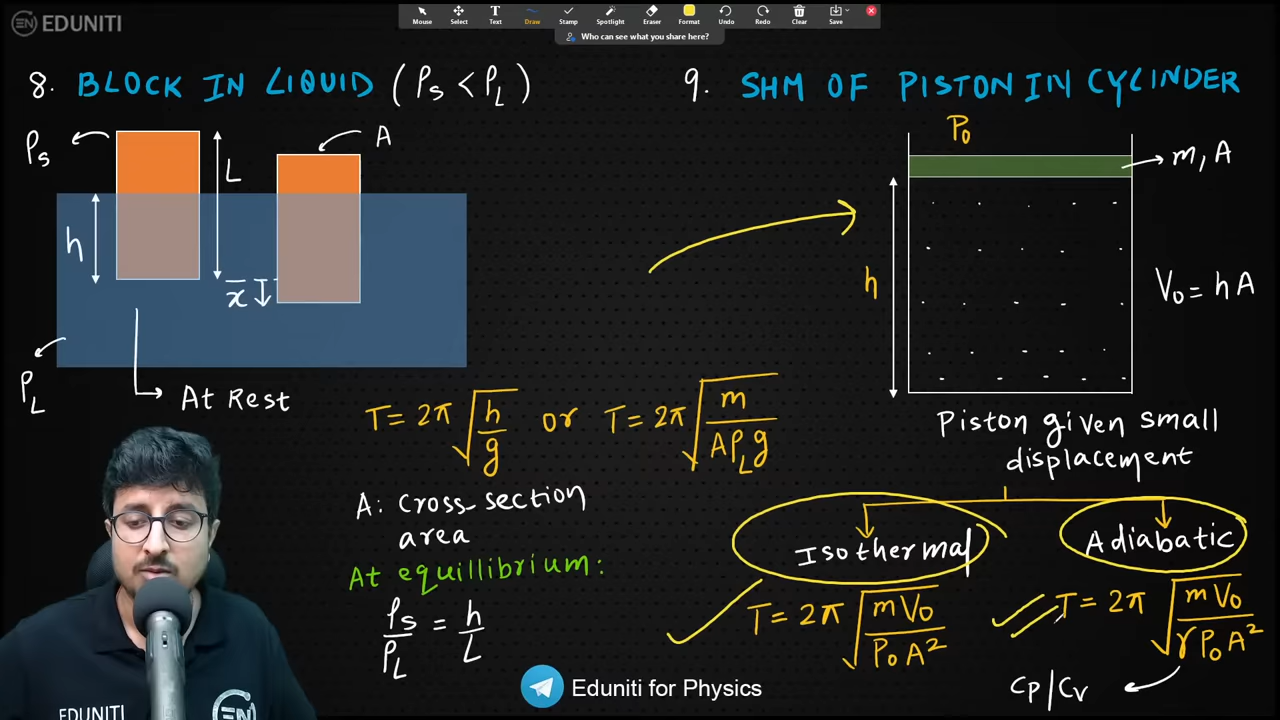 EDUNITI
Mouse Select Text Draw Stamp Spotlight Eraser Format Undo Redo Clear Save
Who can see what you share here?
8. BLOCK IN LIQUID (ρs < ρL)
ρs
L
A
h
x̄
ρL
At Rest
T = 2π √(h/g) or T = 2π √(m/(AρLg))
A: cross-section
area
At equillibrium:
ρs/ρL = h/L
9. SHM OF PISTON IN CYLINDER
P₀
m, A
h
V₀ = hA
Piston given small
displacement
Isothermal
Adiabatic
T = 2π √(mV₀/(P₀A²))
T = 2π √(mV₀/(γP₀A²))
Cp/Cv
Eduniti for Physics
EDUNITI